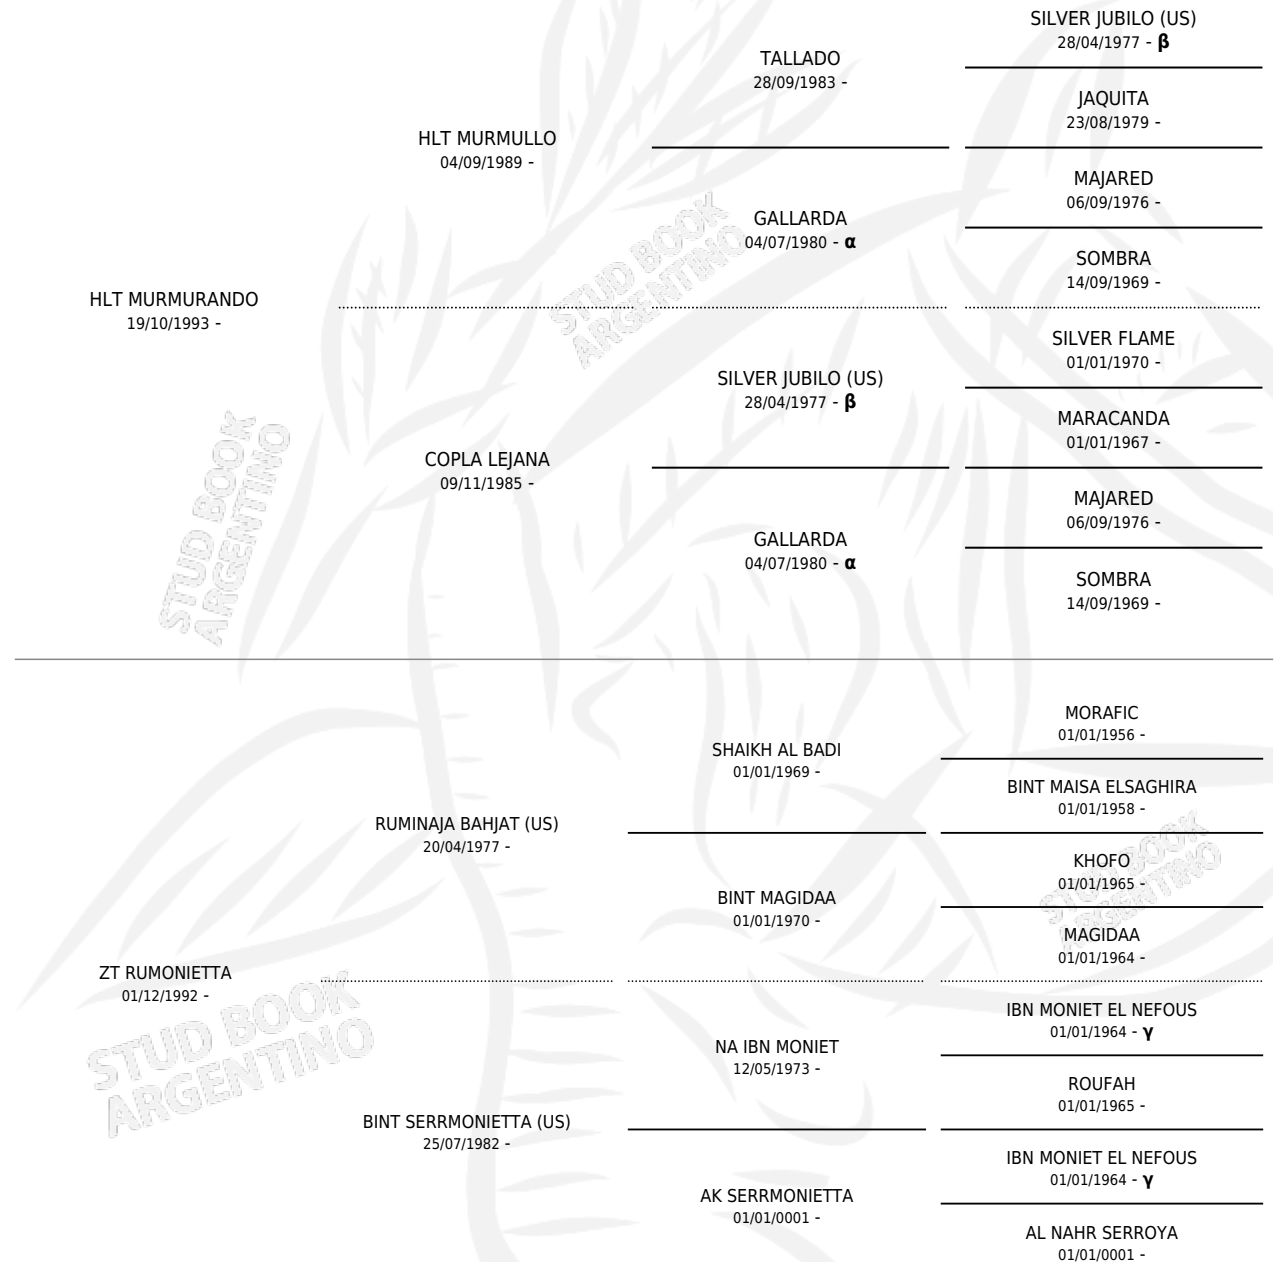 SILVER JUBILO (US)
28/04/1977 - β
TALLADO
28/09/1983 -
JAQUITA
23/08/1979 -
HLT MURMULLO
04/09/1989 -
MAJARED
06/09/1976 -
GALLARDA
04/07/1980 - α
SOMBRA
14/09/1969 -
HLT MURMURANDO
19/10/1993 -
SILVER FLAME
01/01/1970 -
SILVER JUBILO (US)
28/04/1977 - β
MARACANDA
01/01/1967 -
COPLA LEJANA
09/11/1985 -
MAJARED
06/09/1976 -
GALLARDA
04/07/1980 - α
SOMBRA
14/09/1969 -
MORAFIC
01/01/1956 -
SHAIKH AL BADI
01/01/1969 -
BINT MAISA ELSAGHIRA
01/01/1958 -
RUMINAJA BAHJAT (US)
20/04/1977 -
KHOFO
01/01/1965 -
BINT MAGIDAA
01/01/1970 -
MAGIDAA
01/01/1964 -
ZT RUMONIETTA
01/12/1992 -
IBN MONIET EL NEFOUS
01/01/1964 - γ
NA IBN MONIET
12/05/1973 -
ROUFAH
01/01/1965 -
BINT SERRMONIETTA (US)
25/07/1982 -
IBN MONIET EL NEFOUS
01/01/1964 - γ
AK SERRMONIETTA
01/01/0001 -
AL NAHR SERROYA
01/01/0001 -
STUD BOOK
ARGENTINO
STUD BOOK
ARGENTINO
STUD BOOK
ARGENTINO
STUD BOOK
ARGENTINO